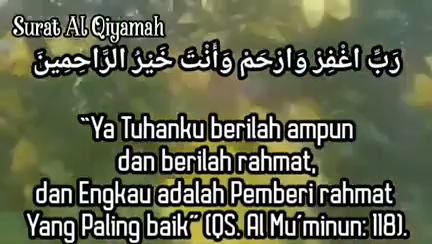 Surat Al Qiyamah
رَبِّ اغْفِرْ وَارْحَمْ وَأَنْتَ خَيْرُ الرَّاحِمِينَ
“Ya Tuhanku berilah ampun
dan berilah rahmat,
dan Engkau adalah Pemberi rahmat
Yang Paling baik” (QS. Al Mu’minun: 118).